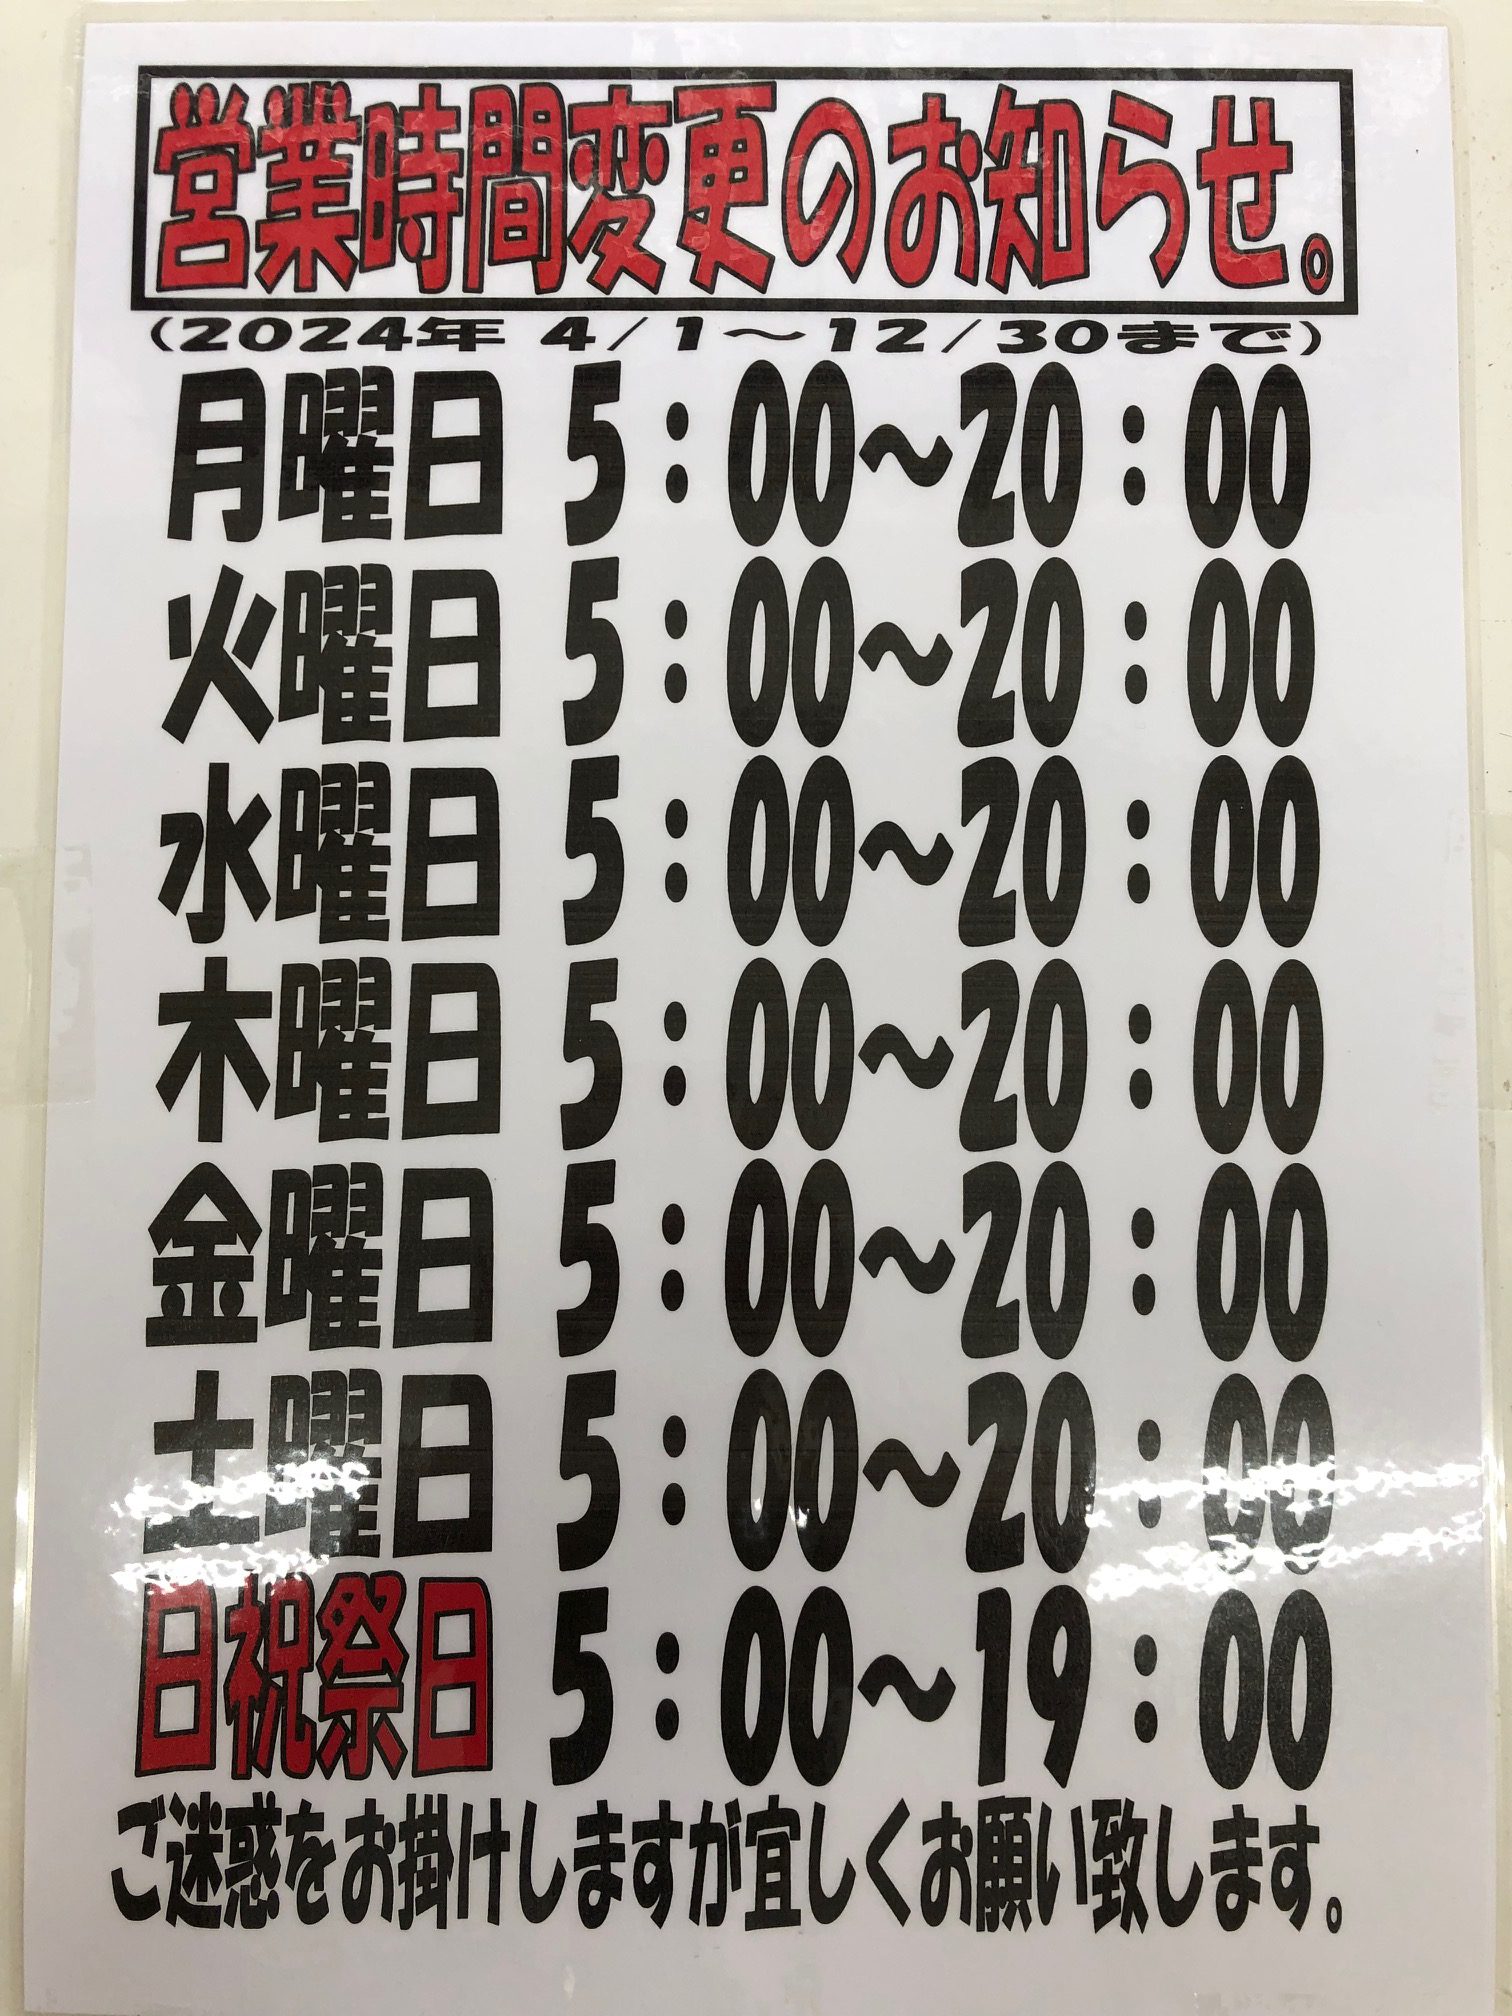 営業時間変更のお知らせ。
(2024年 4/1～12/30まで)
月曜日 5：00～20：00
火曜日 5：00～20：00
水曜日 5：00～20：00
木曜日 5：00～20：00
金曜日 5：00～20：00
土曜日 5：00～20：00
日祝祭日 5：00～19：00
ご迷惑をお掛けしますが宜しくお願い致します。